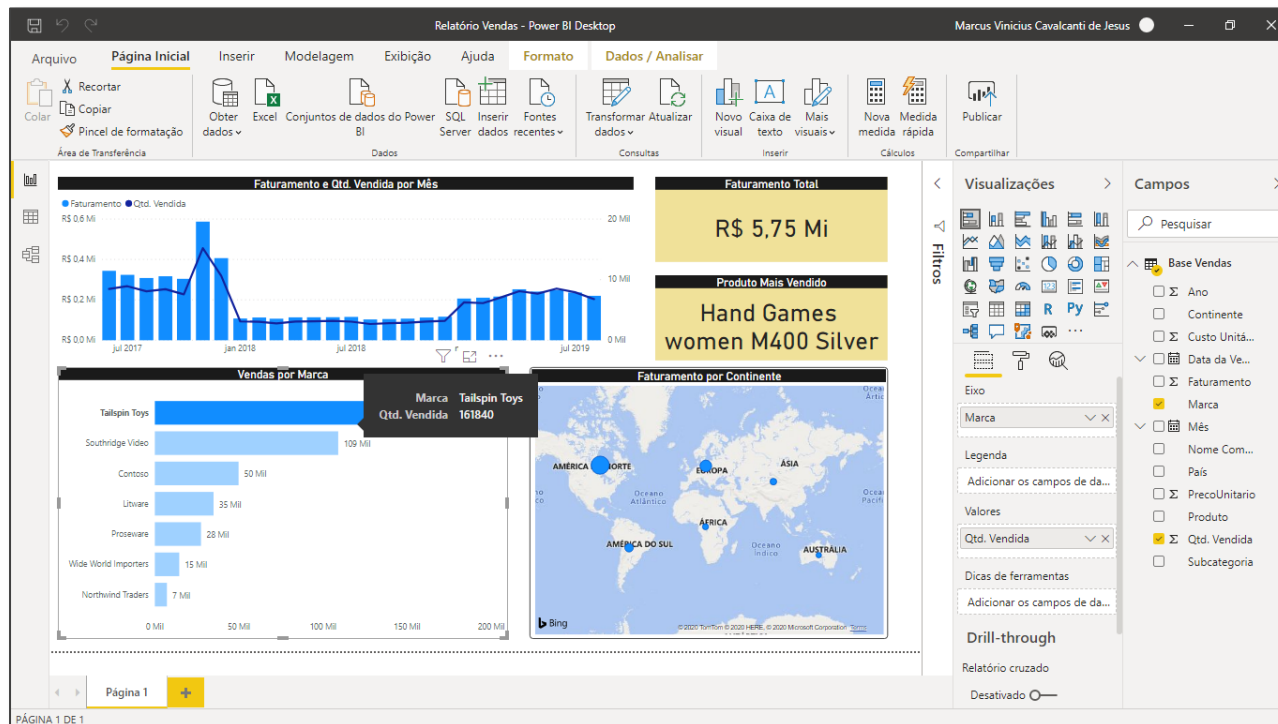 Relatório Vendas - Power BI Desktop
Marcus Vinicius Cavalcanti de Jesus
Arquivo Página Inicial Inserir Modelagem Exibição Ajuda Formato Dados / Analisar
Colar
Recortar
Copiar
Pincel de formatação
Área de Transferência
Obter dados
Excel
Conjuntos de dados do Power BI
SQL Server
Inserir dados
Fontes recentes
Dados
Transformar dados
Atualizar
Consultas
Novo visual
Caixa de texto
Mais visuais
Inserir
Nova medida
Medida rápida
Cálculos
Publicar
Compartilhar
Faturamento e Qtd. Vendida por Mês
Faturamento Qtd. Vendida
R$ 0,6 Mi
R$ 0,4 Mi
R$ 0,2 Mi
R$ 0,0 Mi
20 Mil
10 Mil
0 Mil
jul 2017 jan 2018 jul 2018 jul 2019
Faturamento Total
R$ 5,75 Mi
Produto Mais Vendido
Hand Games
women M400 Silver
Vendas por Marca
Tailspin Toys
Southridge Video 109 Mil
Contoso 50 Mil
Litware 35 Mil
Proseware 28 Mil
Wide World Importers 15 Mil
Northwind Traders 7 Mil
0 Mil 50 Mil 100 Mil 150 Mil 200 Mil
Marca Tailspin Toys
Qtd. Vendida 161840
Faturamento por Continente
AMÉRICA
EUROPA
ÁSIA
Oceano
Atlântico
ÁFRICA
AMÉRICA DO SUL
Oceano
Índico
AUSTRÁLIA
Bing
© 2020 TomTom © 2020 HERE, © 2020 Microsoft Corporation Terms
Filtros
Visualizações
R Py
Eixo
Marca
Legenda
Adicionar os campos de da...
Valores
Qtd. Vendida
Dicas de ferramentas
Adicionar os campos de da...
Drill-through
Relatório cruzado
Desativado
Campos
Pesquisar
Base Vendas
Ano
Continente
Custo Unitá...
Data da Ve...
Faturamento
Marca
Mês
Nome Com...
País
PrecoUnitario
Produto
Qtd. Vendida
Subcategoria
Página 1
PÁGINA 1 DE 1